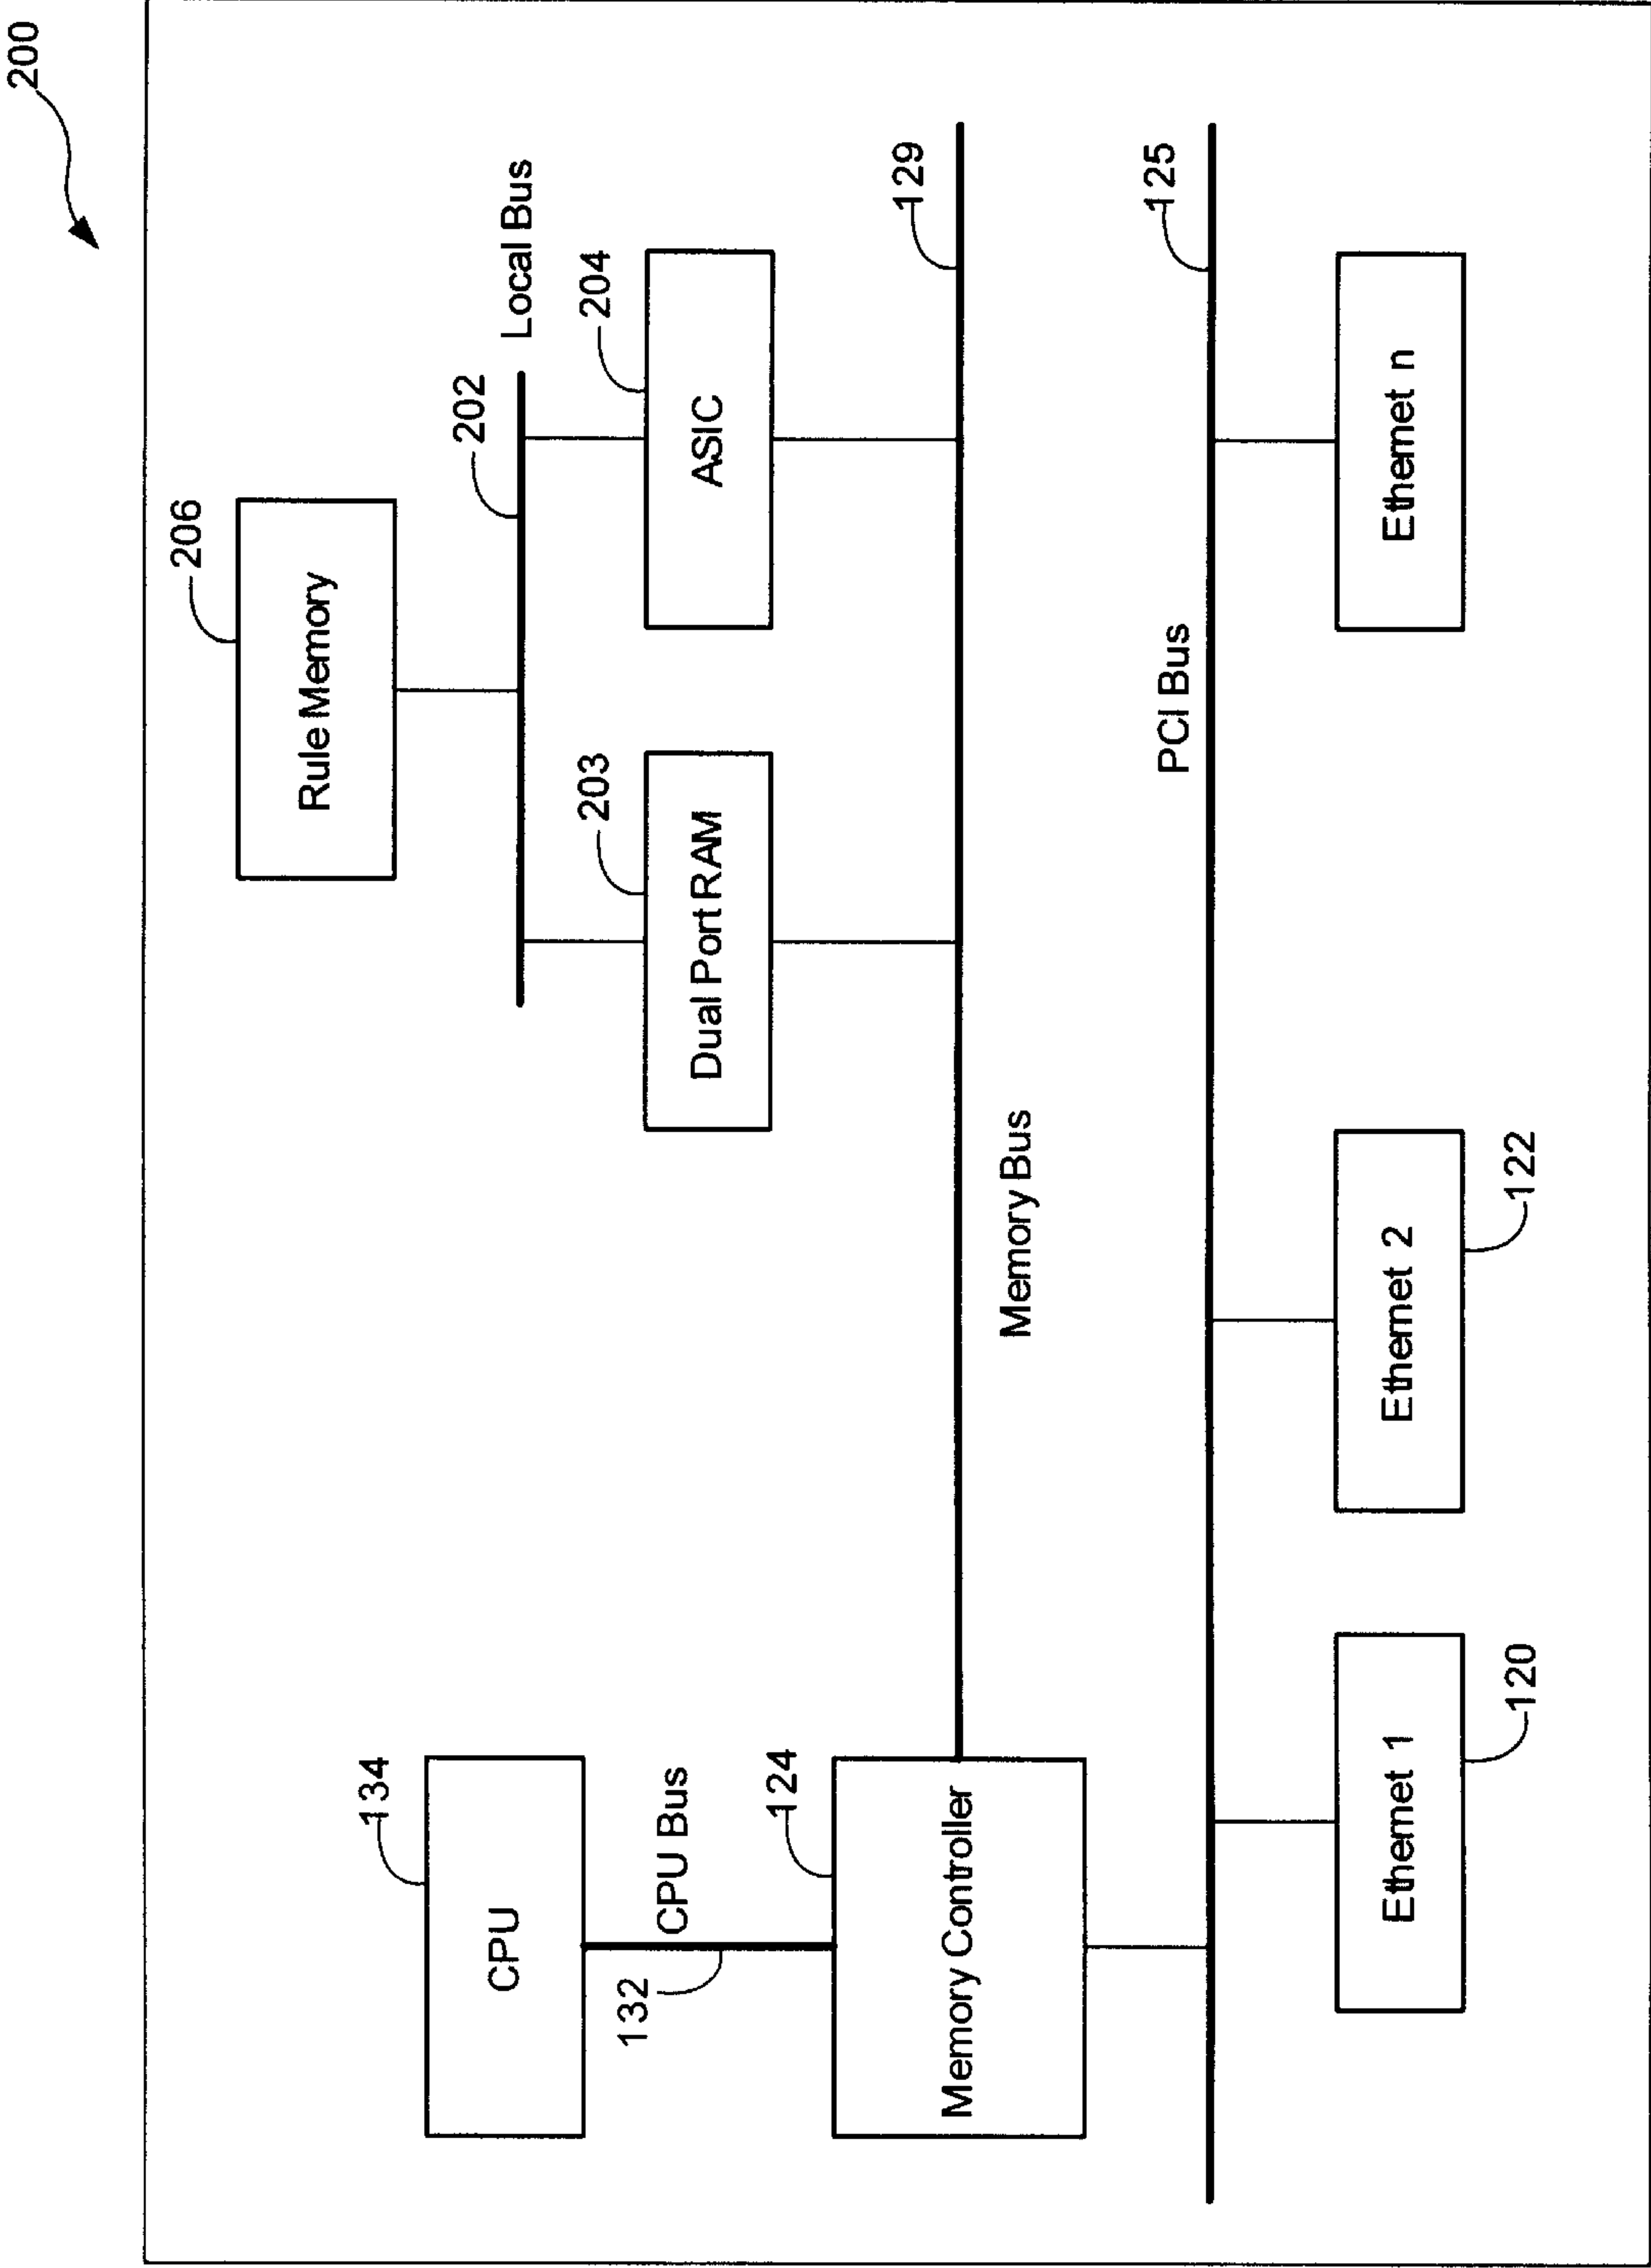 200
206
Rule Memory
202
Local Bus
134
CPU
203
204
Dual Port RAM
ASIC
CPU Bus
132
124
129
Memory Controller
Memory Bus
PCI Bus
125
Ethernet 1
Ethernet 2
Ethernet n
120
122